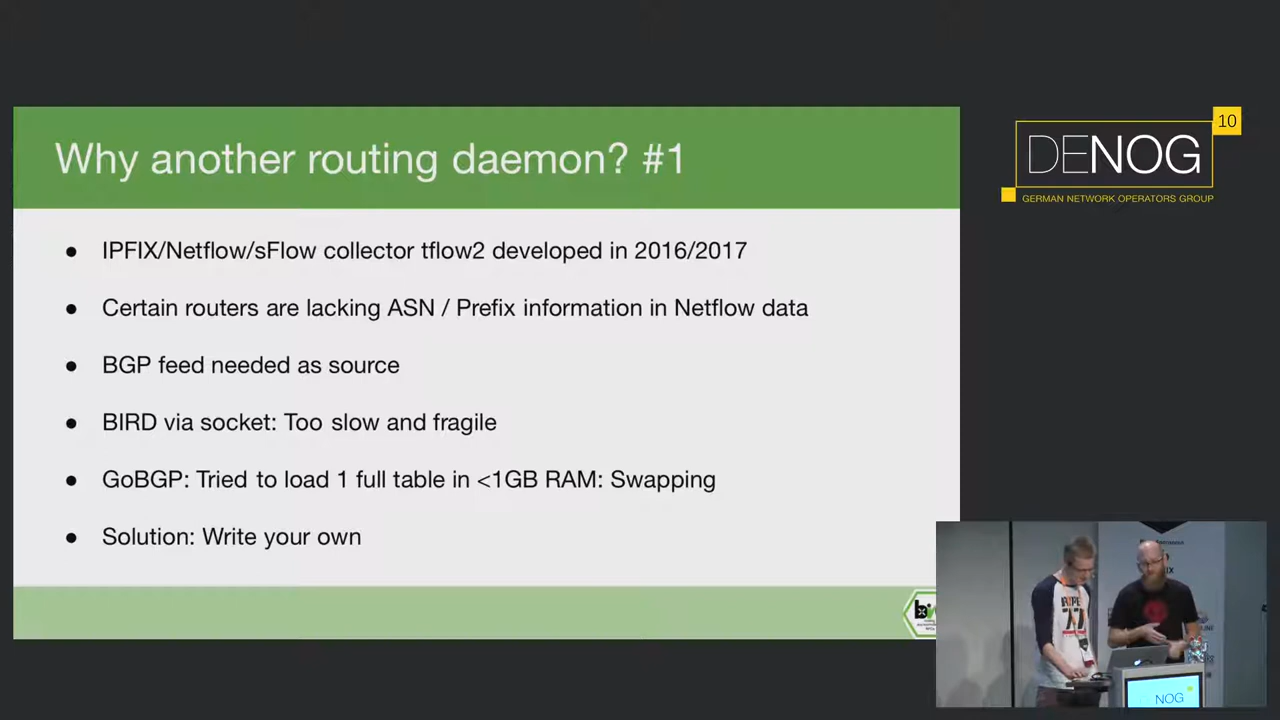 Why another routing daemon? #1
● IPFIX/Netflow/sFlow collector tflow2 developed in 2016/2017
● Certain routers are lacking ASN / Prefix information in Netflow data
● BGP feed needed as source
● BIRD via socket: Too slow and fragile
● GoBGP: Tried to load 1 full table in <1GB RAM: Swapping
● Solution: Write your own
10
DENOG
GERMAN NETWORK OPERATORS GROUP
77
DENOG